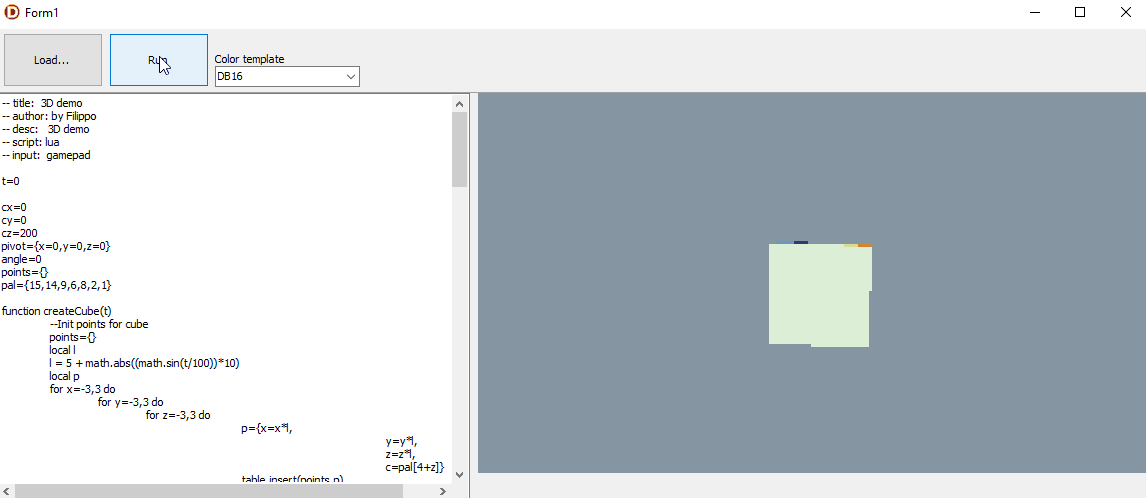 Form1
Load...
Run
Color template
DB16
-- title:  3D demo
-- author: by Filippo
-- desc:   3D demo
-- script: lua
-- input:  gamepad
t=0
cx=0
cy=0
cz=200
pivot={x=0,y=0,z=0}
angle=0
points={}
pal={15,14,9,6,8,2,1}
function createCube(t)
--Init points for cube
points={}
local l
l = 5 + math.abs((math.sin(t/100))*10)
local p
for x=-3,3 do
for y=-3,3 do
for z=-3,3 do
p={x=x*l,
y=y*l,
z=z*l,
c=pal[4+z]}
table.insert(points,p)